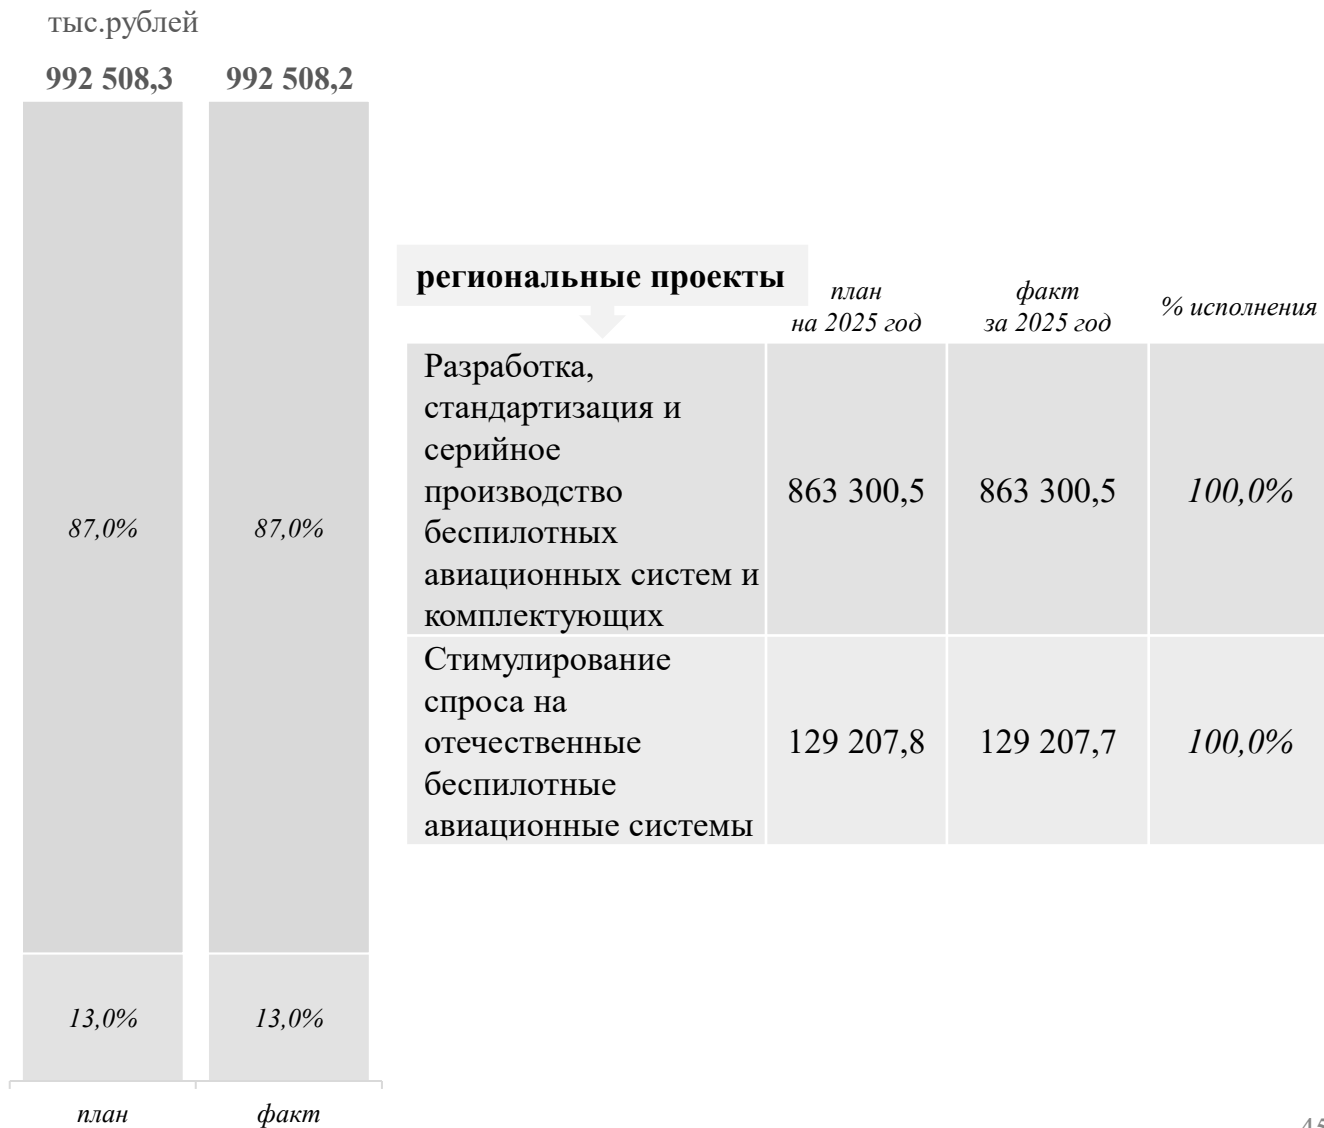 тыс.рублей
992 508,3 992 508,2
87,0% 87,0%
13,0% 13,0%
план факт
региональные проекты
план
на 2025 год
факт
за 2025 год
% исполнения
Разработка,
стандартизация и
серийное
производство
беспилотных
авиационных систем и
комплектующих
863 300,5 863 300,5 100,0%
Стимулирование
спроса на
отечественные
беспилотные
авиационные системы
129 207,8 129 207,7 100,0%
45